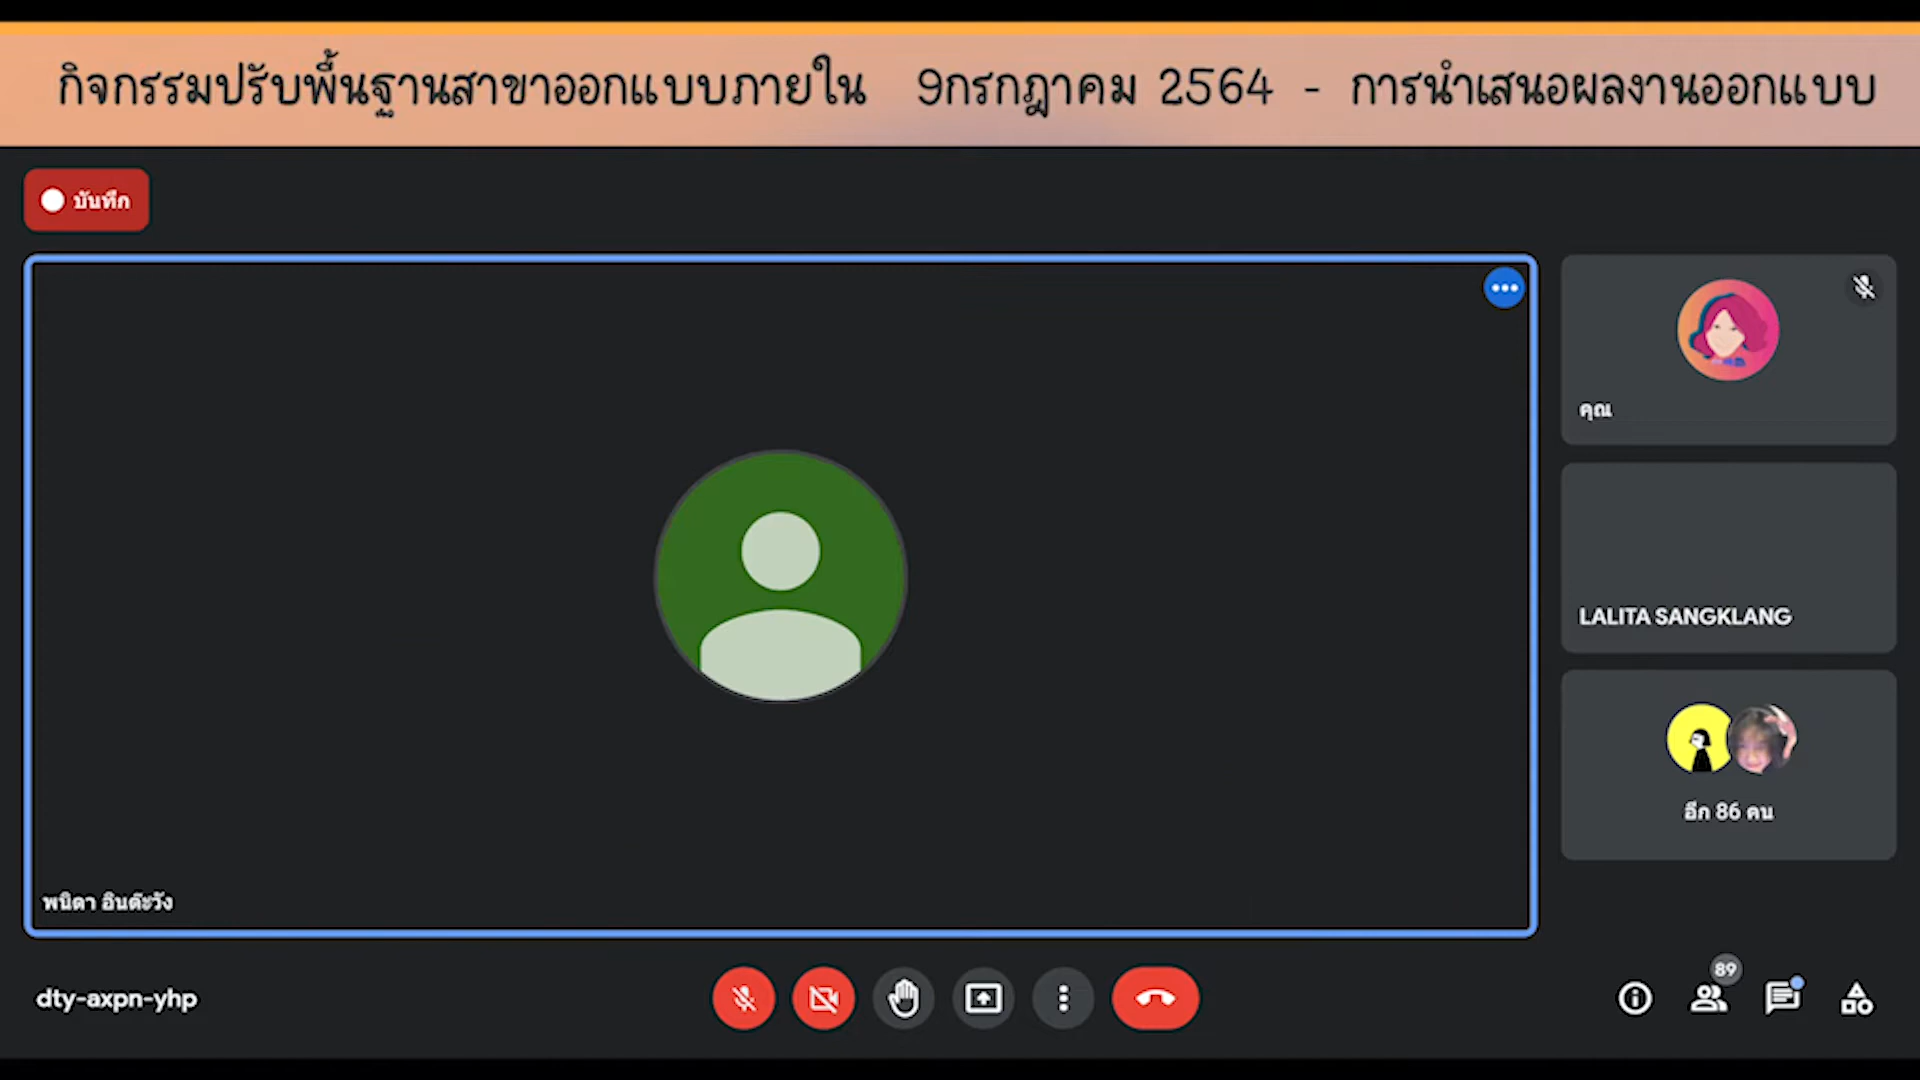 กิจกรรมปรับพื้นฐานสาขาออกแบบภายใน 9กรกฎาคม 2564 - การนำเสนอผลงานออกแบบ
บันทึก
คุณ
LALITA SANGKLANG
อีก 86 คน
พนิดา อินต๊ะวัง
dty-axpn-yhp
89